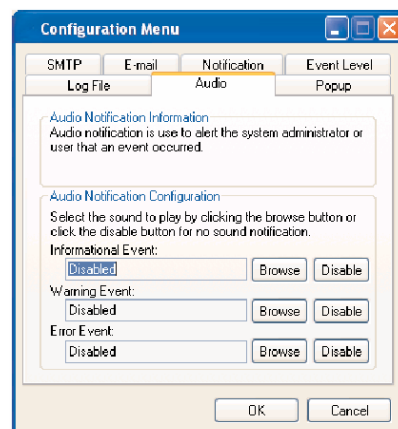 Configuration Menu
SMTP E-mail Notification Event Level
Log File Audio Popup
Audio Notification Information
Audio notification is use to alert the system administrator or
user that an event occurred.
Audio Notification Configuration
Select the sound to play by clicking the browse button or
click the disable button for no sound notification.
Informational Event:
Disabled Browse Disable
Warning Event:
Disabled Browse Disable
Error Event:
Disabled Browse Disable
OK Cancel